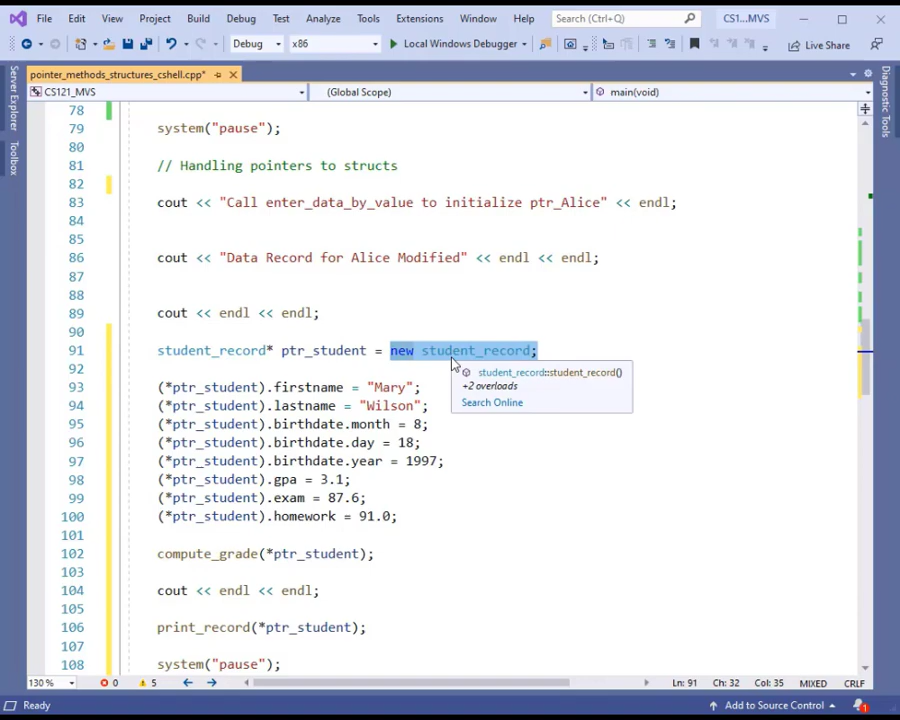 File Edit View Project Build Debug Test Analyze Tools Extensions Window Help Search (Ctrl+Q) CS1...MVS
Debug x86 Local Windows Debugger Live Share
pointer_methods_structures_cshell.cpp*
CS121_MVS (Global Scope) main(void)
Server Explorer
Toolbox
Diagnostic Tools
78
79 system("pause");
80
81 // Handling pointers to structs
82
83 cout << "Call enter_data_by_value to initialize ptr_Alice" << endl;
84
85
86 cout << "Data Record for Alice Modified" << endl << endl;
87
88
89 cout << endl << endl;
90
91 student_record* ptr_student = new student_record;
student_record::student_record()
+2 overloads
Search Online
92
93 (*ptr_student).firstname = "Mary";
94 (*ptr_student).lastname = "Wilson";
95 (*ptr_student).birthdate.month = 8;
96 (*ptr_student).birthdate.day = 18;
97 (*ptr_student).birthdate.year = 1997;
98 (*ptr_student).gpa = 3.1;
99 (*ptr_student).exam = 87.6;
100 (*ptr_student).homework = 91.0;
101
102 compute_grade(*ptr_student);
103
104 cout << endl << endl;
105
106 print_record(*ptr_student);
107
108 system("pause");
130 % 0 5 Ln: 91 Ch: 32 Col: 35 MIXED CRLF
Ready Add to Source Control 1